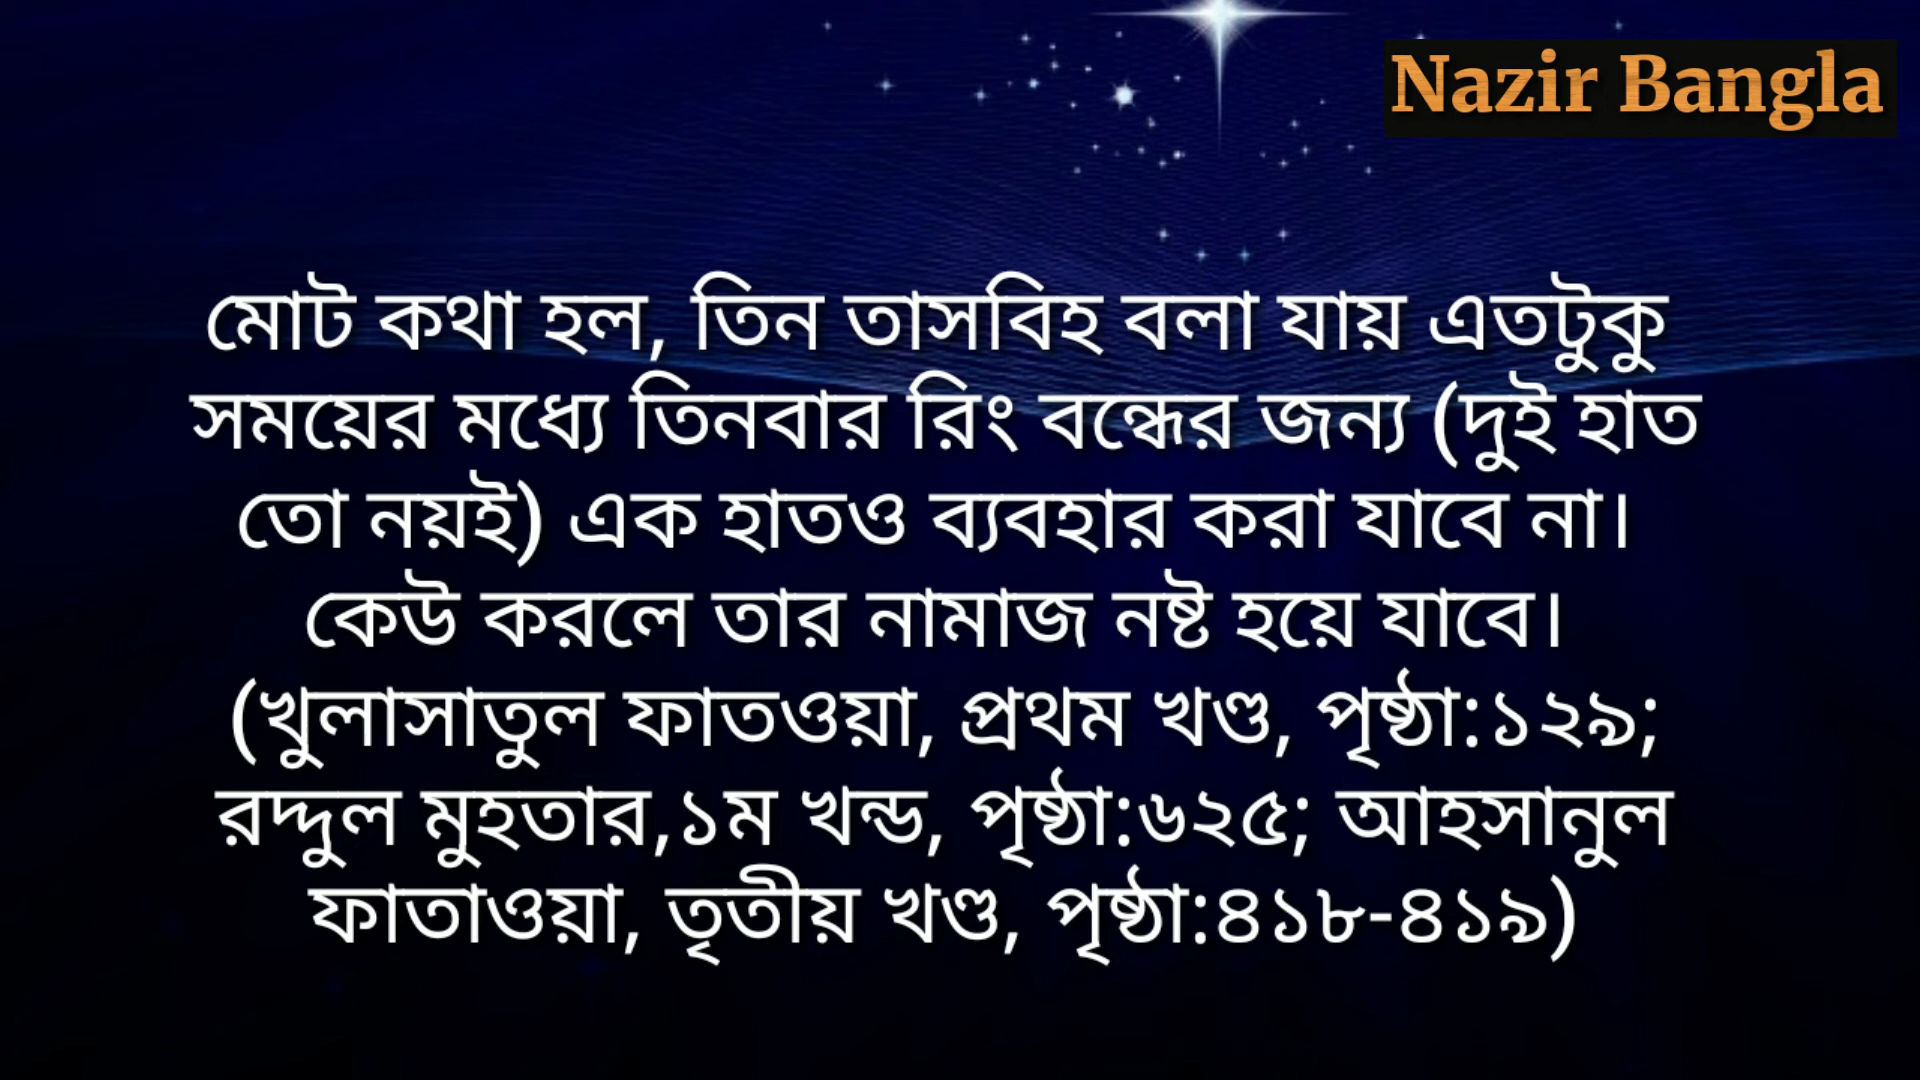 Nazir Bangla
মোট কথা হল, তিন তাসবিহ বলা যায় এতটুকু
সময়ের মধ্যে তিনবার রিং বন্ধের জন্য (দুই হাত
তো নয়ই) এক হাতও ব্যবহার করা যাবে না।
কেউ করলে তার নামাজ নষ্ট হয়ে যাবে।
(খুলাসাতুল ফাতওয়া, প্রথম খণ্ড, পৃষ্ঠা:১২৯;
রদ্দুল মুহতার,১ম খন্ড, পৃষ্ঠা:৬২৫; আহসানুল
ফাতাওয়া, তৃতীয় খণ্ড, পৃষ্ঠা:৪১৮-৪১৯)